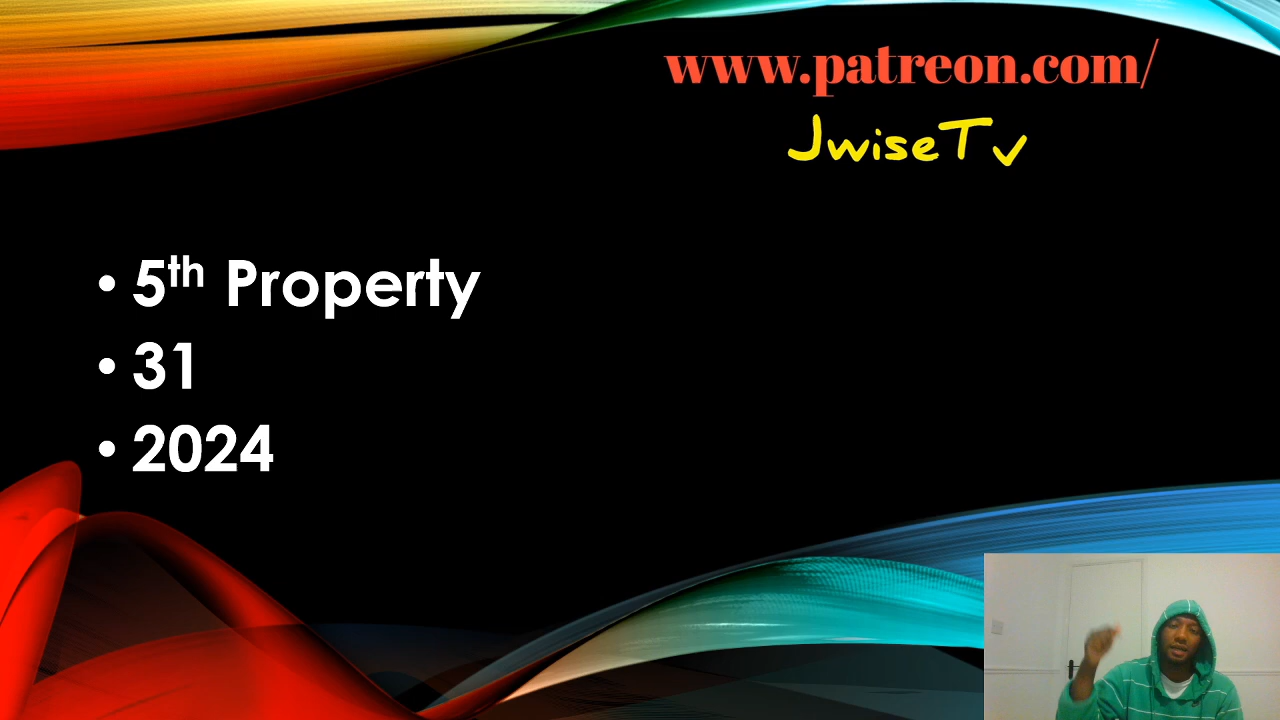 www.patreon.com/
JwiseTv
• 5th Property
• 31
• 2024